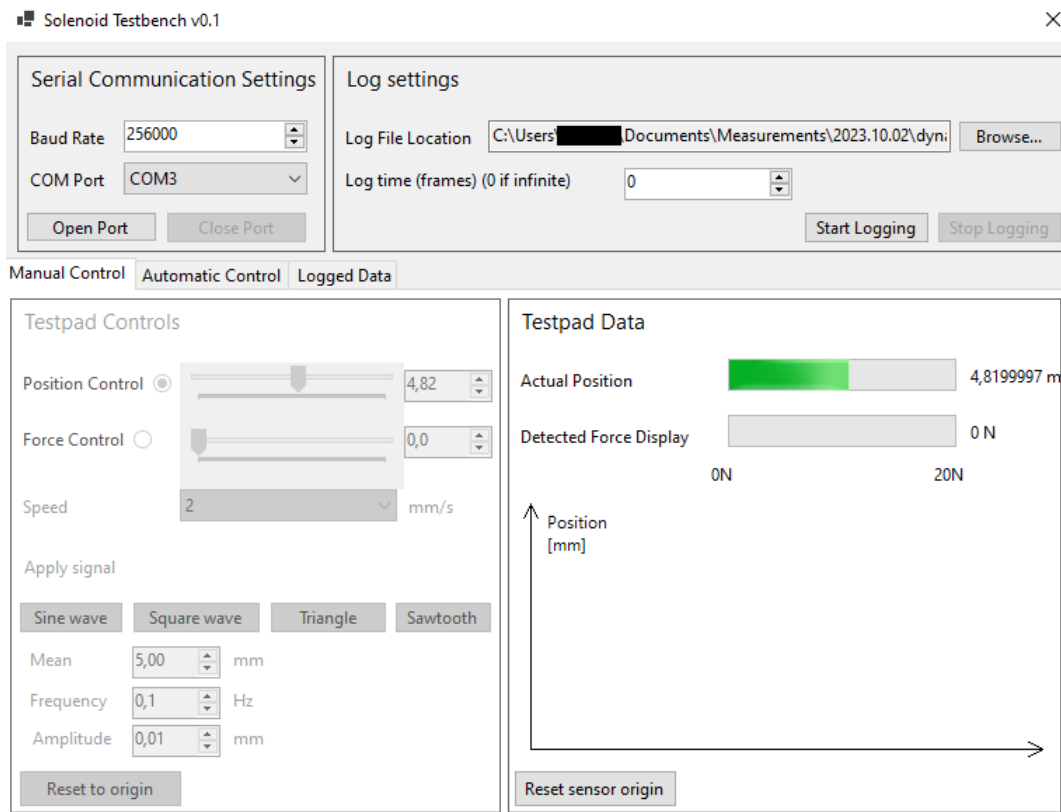 Solenoid Testbench v0.1
Serial Communication Settings
Baud Rate 256000
COM Port COM3
Open Port Close Port
Log settings
Log File Location C:\Users\ \Documents\Measurements\2023.10.02\dyna Browse...
Log time (frames) (0 if infinite) 0
Start Logging Stop Logging
Manual Control Automatic Control Logged Data
Testpad Controls
Position Control 4,82
Force Control 0,0
Speed 2 mm/s
Apply signal
Sine wave Square wave Triangle Sawtooth
Mean 5,00 mm
Frequency 0,1 Hz
Amplitude 0,01 mm
Reset to origin
Testpad Data
Actual Position 4,8199997 m
Detected Force Display 0 N
0N 20N
Position
[mm]
Reset sensor origin